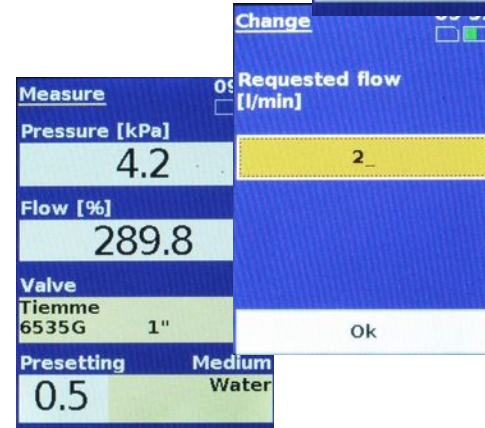 Measure
09
Pressure [kPa]
4.2
Flow [%]
289.8
Valve
Tiemme
6535G 1"
Presetting Medium
0.5 Water
Change
Requested flow
[l/min]
2_
Ok